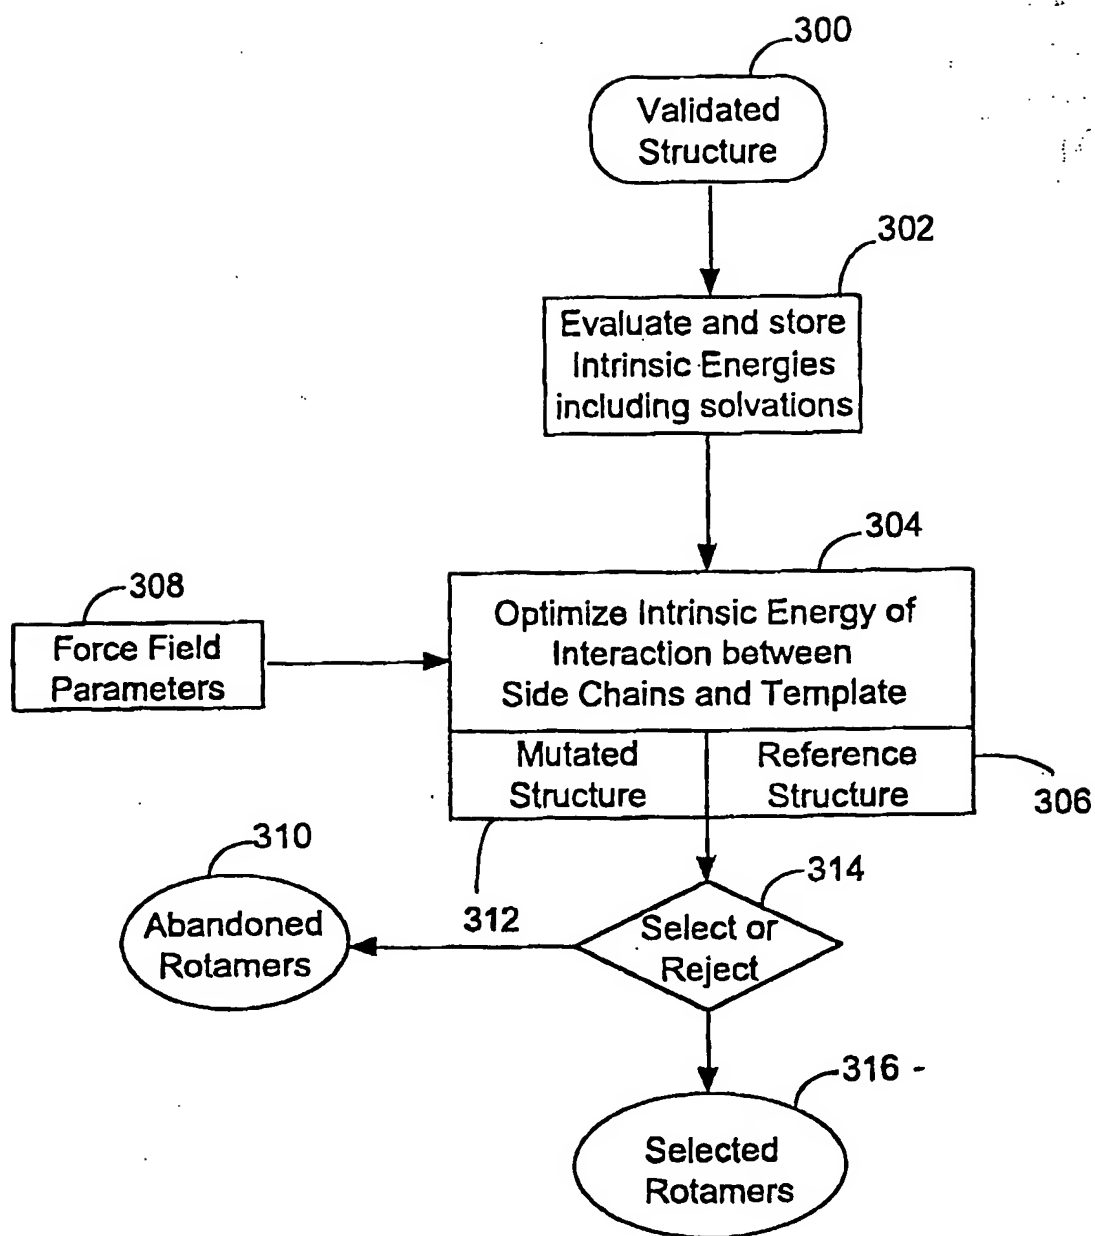 300
Validated
Structure
302
Evaluate and store
Intrinsic Energies
including solvations
304
308
Force Field
Parameters
Optimize Intrinsic Energy of
Interaction between
Side Chains and Template
Mutated
Structure
Reference
Structure
306
310
312
314
Abandoned
Rotamers
Select or
Reject
316 -
Selected
Rotamers